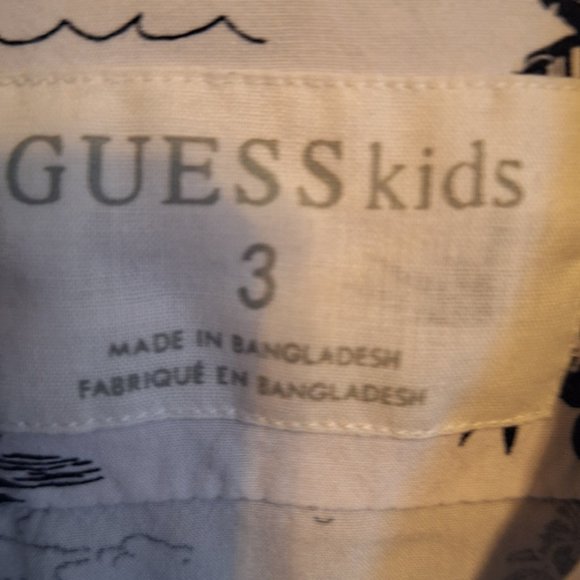 GUESS kids
3
MADE IN BANGLADESH
FABRIQUÉ EN BANGLADESH